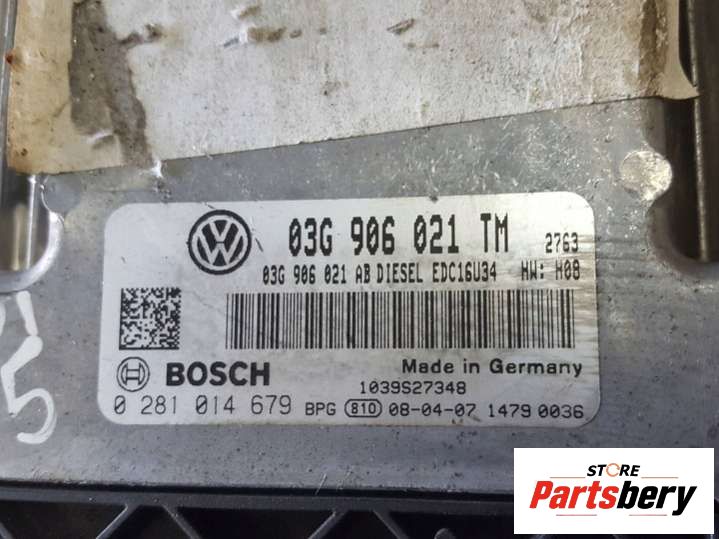 03G 906 021 TM 2763
03G 906 021 AB DIESEL EDC16U34 HW: H08
BOSCH Made in Germany
1039S27348
0 281 014 679 BPG 810 08-04-07 1479 0036
5
STORE
Partsbery